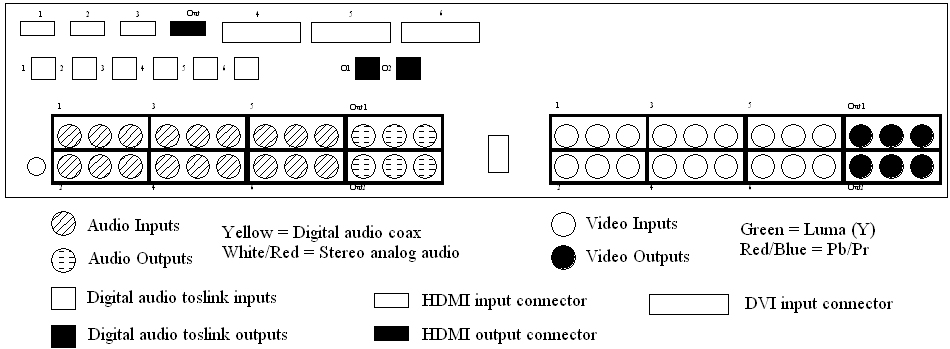 1 2 3 Out 4 5 6
1 2 3 4 5 6 O1 O2
1 3 5 Out1 1 3 5 Out1
2 4 6 Out2 2 4 6 Out2
Audio Inputs
Audio Outputs
Yellow = Digital audio coax
White/Red = Stereo analog audio
Video Inputs
Video Outputs
Green = Luma (Y)
Red/Blue = Pb/Pr
Digital audio toslink inputs
HDMI input connector
DVI input connector
Digital audio toslink outputs
HDMI output connector